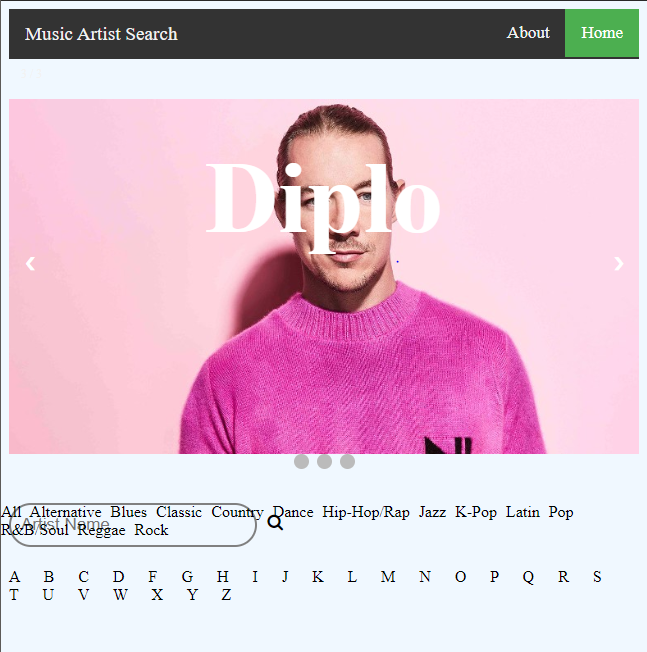 Music Artist Search About Home
Diplo
‹ ›
All Alternative Blues Classic Country Dance Hip-Hop/Rap Jazz K-Pop Latin Pop
Artist Name
R&B/Soul Reggae Rock
A B C D F G H I J K L M N O P Q R S
T U V W X Y Z